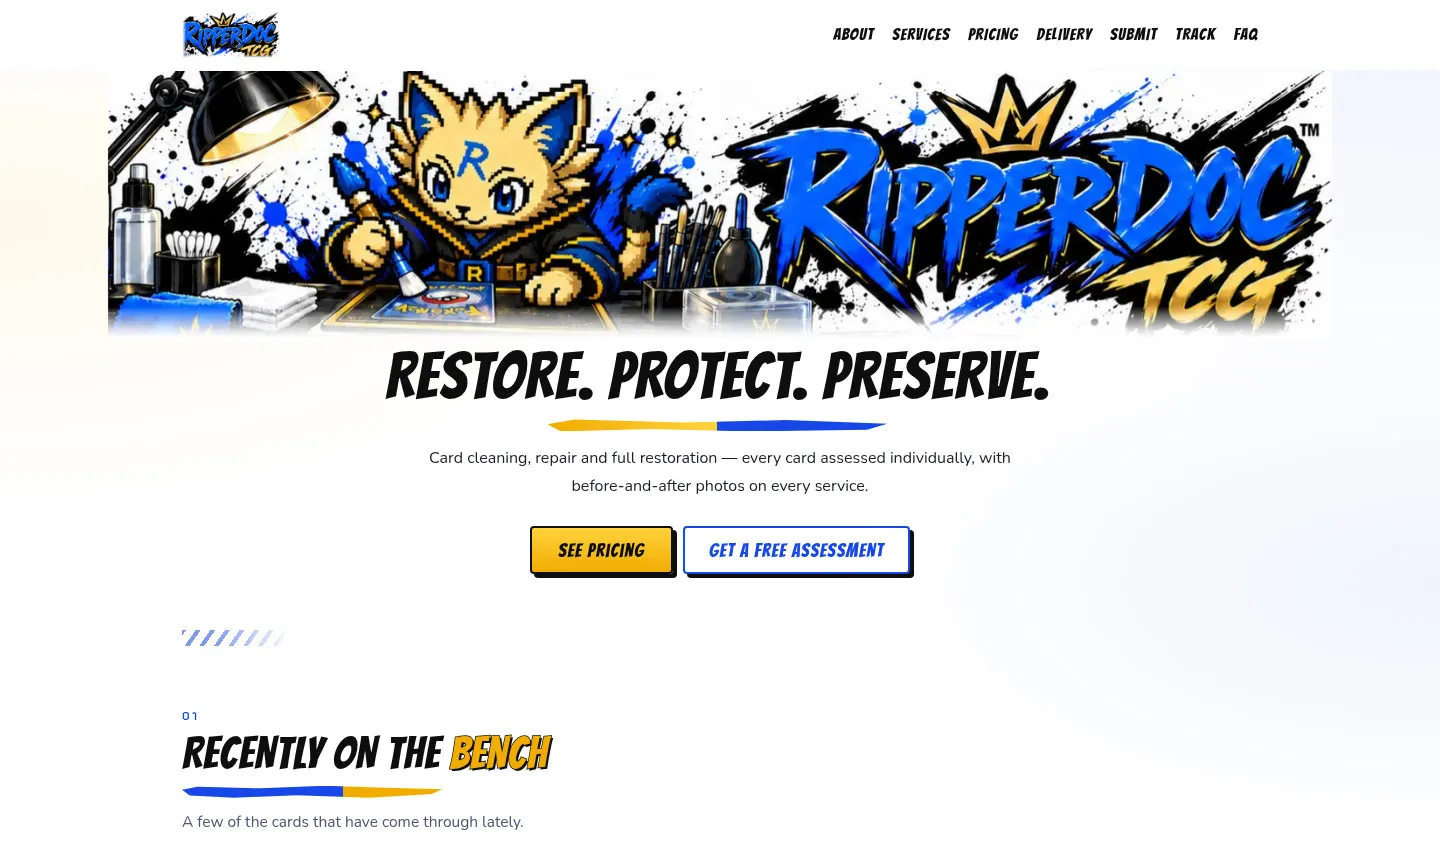 RIPPERDOC
TCG
ABOUT SERVICES PRICING DELIVERY SUBMIT TRACK FAQ
R
R
RIPPERDOC
TM
TCG
RESTORE. PROTECT. PRESERVE.
Card cleaning, repair and full restoration — every card assessed individually, with
before-and-after photos on every service.
SEE PRICING
GET A FREE ASSESSMENT
01
RECENTLY ON THE BENCH
A few of the cards that have come through lately.